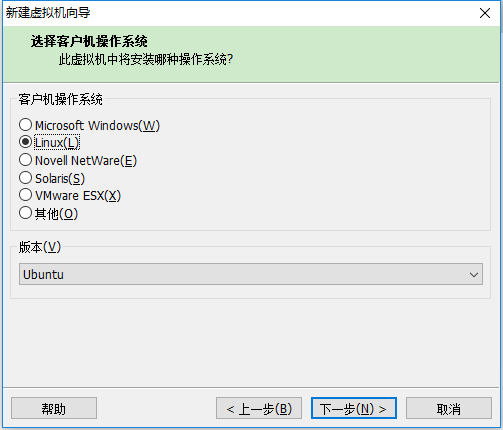 新建虚拟机向导
选择客户机操作系统
此虚拟机中将安装哪种操作系统?
客户机操作系统
Microsoft Windows(W)
Linux(L)
Novell NetWare(E)
Solaris(S)
VMware ESX(X)
其他(O)
版本(V)
Ubuntu
帮助
< 上一步(B)
下一步(N) >
取消